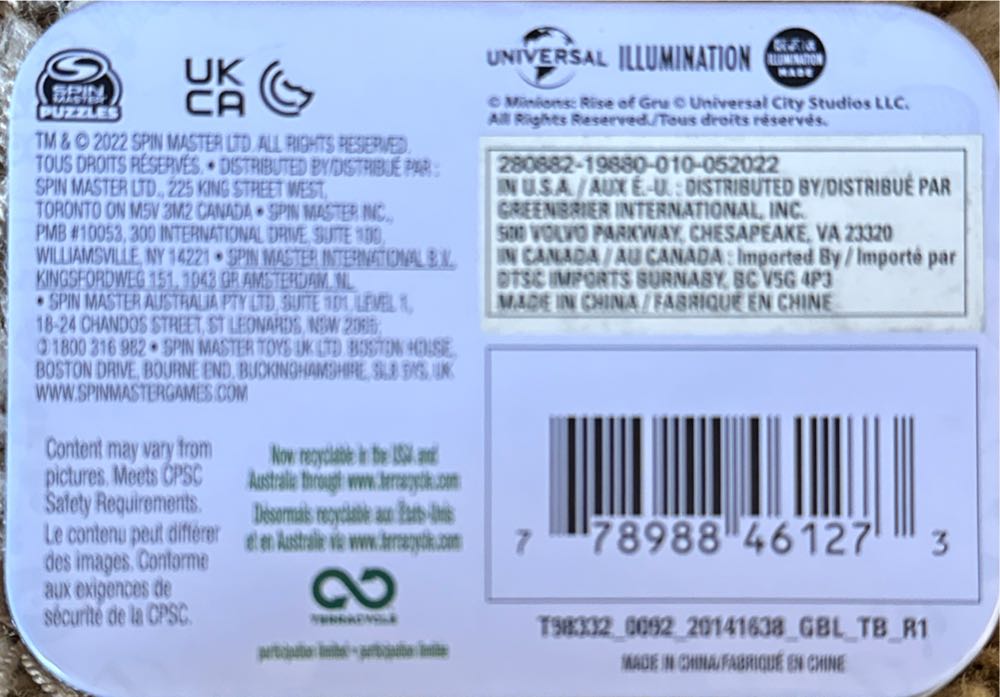 SPIN
MASTER
PUZZLES
UK
CA
TM & © 2022 SPIN MASTER LTD. ALL RIGHTS RESERVED.
TOUS DROITS RÉSERVÉS. • DISTRIBUTED BY/DISTRIBUÉ PAR :
SPIN MASTER LTD., 225 KING STREET WEST,
TORONTO ON M5V 3M2 CANADA • SPIN MASTER INC.,
PMB #10053, 300 INTERNATIONAL DRIVE, SUITE 100,
WILLIAMSVILLE, NY 14221 • SPIN MASTER INTERNATIONAL B.V.,
KINGSFORDWEG 151, 1043 GR AMSTERDAM, NL
• SPIN MASTER AUSTRALIA PTY LTD, SUITE 101, LEVEL 1,
18-24 CHANDOS STREET, ST LEONARDS, NSW 2065;
1800 316 982 • SPIN MASTER TOYS UK LTD, BOSTON HOUSE,
BOSTON DRIVE, BOURNE END, BUCKINGHAMSHIRE, SL8 5YS, UK
WWW.SPINMASTERGAMES.COM
Content may vary from
pictures. Meets CPSC
Safety Requirements.
Le contenu peut différer
des images. Conforme
aux exigences de
sécurité de la CPSC.
Now recyclable in the USA and
Australia through www.terracycle.com
Désormais recyclable aux États-Unis
et en Australie via www.terracycle.com
TERRACYCLE
participation limited • participation limitée
UNIVERSAL ILLUMINATION
ILLUMINATION
MADE
© Minions: Rise of Gru © Universal City Studios LLC.
All Rights Reserved./Tous droits réservés.
280882-19880-010-052022
IN U.S.A. / AUX É.-U. : DISTRIBUTED BY/DISTRIBUÉ PAR
GREENBRIER INTERNATIONAL, INC.
500 VOLVO PARKWAY, CHESAPEAKE, VA 23320
IN CANADA / AU CANADA : Imported By / Importé par
DTSC IMPORTS BURNABY, BC V5G 4P3
MADE IN CHINA / FABRIQUÉ EN CHINE
7 78988 46127 3
T98332_0092_20141638_GBL_TB_R1
MADE IN CHINA/FABRIQUÉ EN CHINE